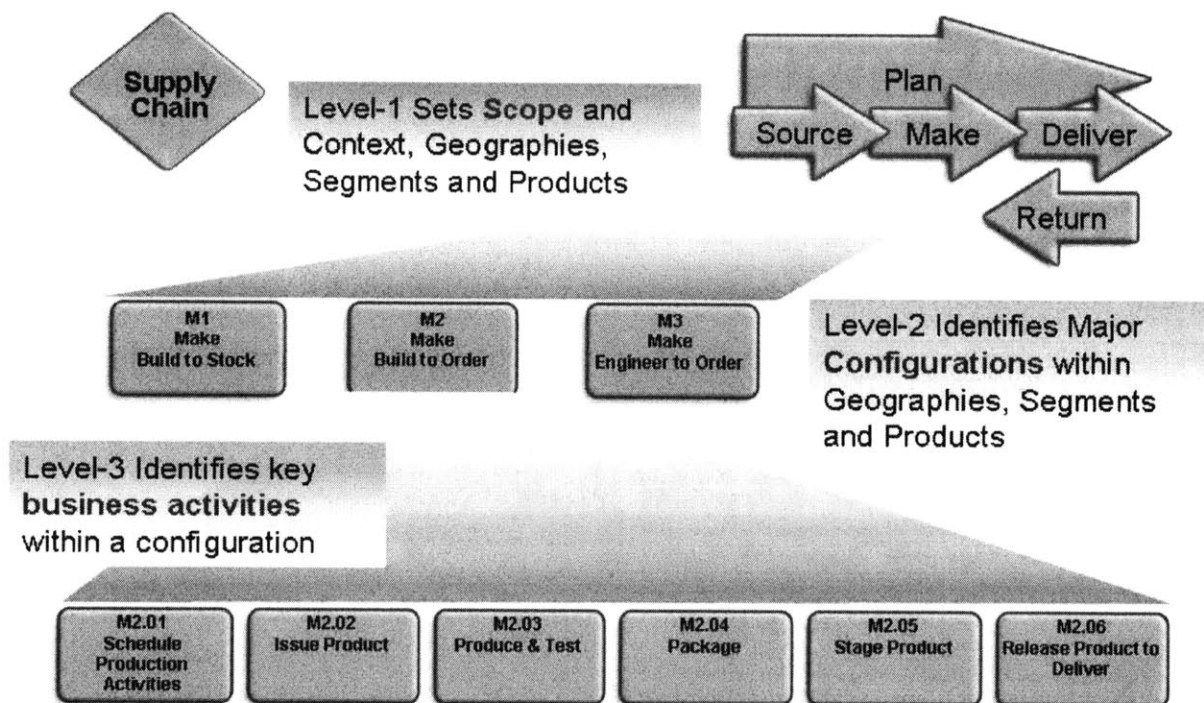 Supply
Chain
Level-1 Sets Scope and
Context, Geographies,
Segments and Products
Plan
Source
Make
Deliver
Return
M1
Make
Build to Stock
M2
Make
Build to Order
M3
Make
Engineer to Order
Level-2 Identifies Major
Configurations within
Geographies, Segments
and Products
Level-3 Identifies key
business activities
within a configuration
M2.01
Schedule
Production
Activities
M2.02
Issue Product
M2.03
Produce & Test
M2.04
Package
M2.05
Stage Product
M2.06
Release Product to
Deliver